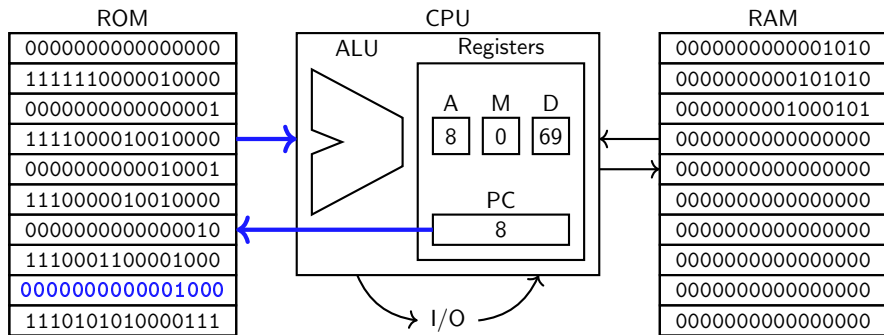 ROM
0000000000000000
1111110000010000
0000000000000001
1111000010010000
0000000000010001
1110000010010000
0000000000000010
1110001100001000
0000000000001000
1110101010000111
CPU
ALU
Registers
A M D
8 0 69
PC
8
I/O
RAM
0000000000001010
0000000000101010
0000000001000101
0000000000000000
0000000000000000
0000000000000000
0000000000000000
0000000000000000
0000000000000000
0000000000000000